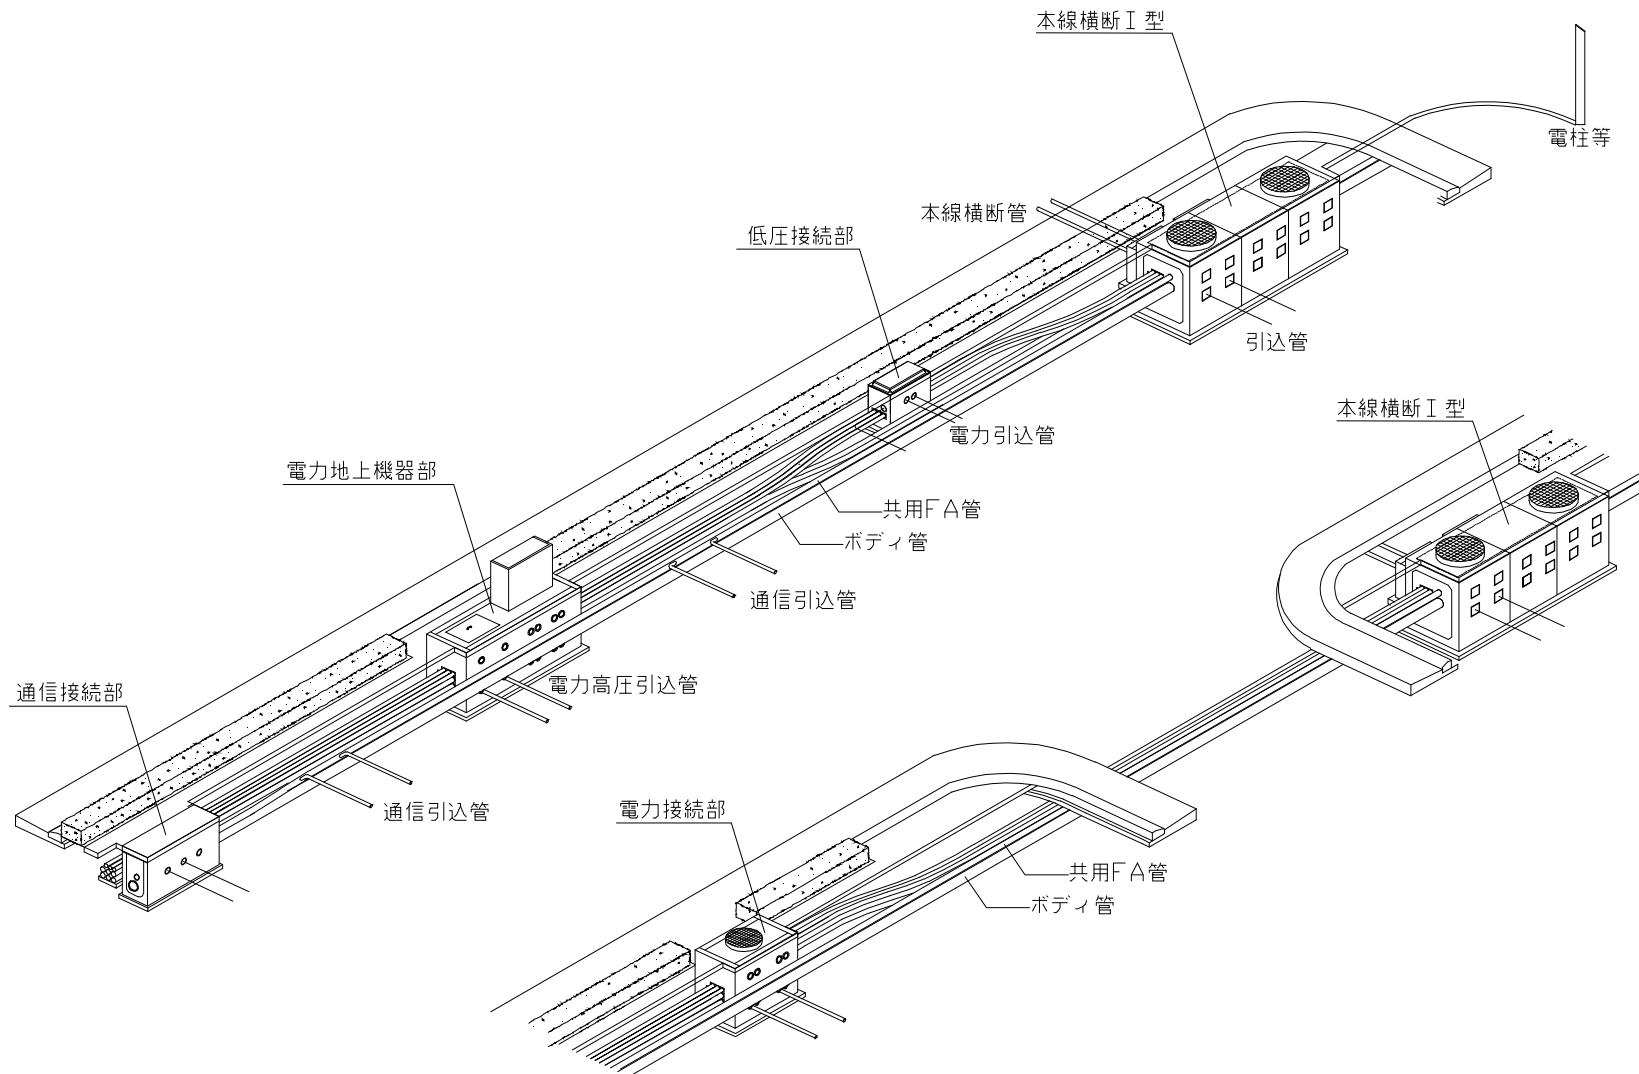 本線横断Ⅰ型
電柱等
本線横断管
低圧接続部
引込管
本線横断Ⅰ型
電力引込管
電力地上機器部
共用FA管
ボディ管
通信引込管
電力高圧引込管
通信接続部
通信引込管
電力接続部
共用FA管
ボディ管